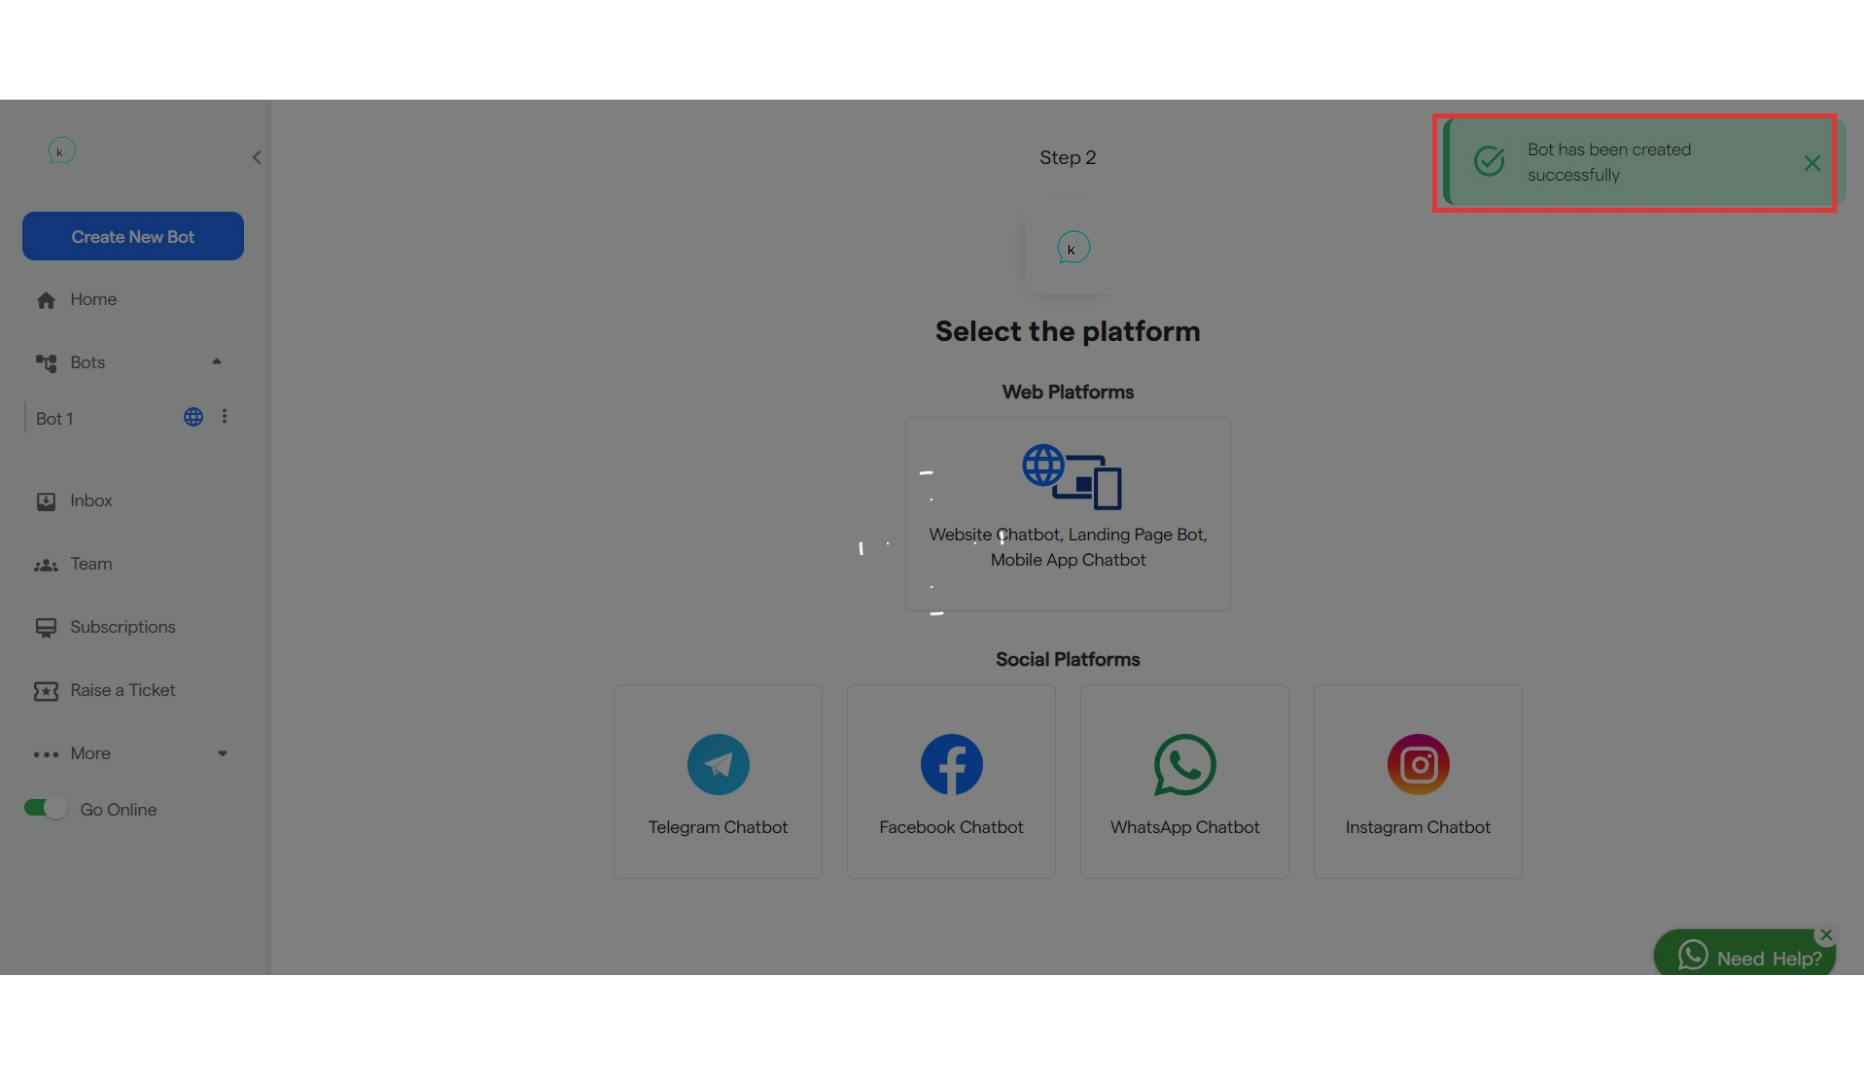 k
Create New Bot
Home
Bots
Bot 1
Inbox
Team
Subscriptions
Raise a Ticket
More
Go Online
Step 2
k
Select the platform
Web Platforms
Website Chatbot, Landing Page Bot,
Mobile App Chatbot
Social Platforms
Telegram Chatbot
Facebook Chatbot
WhatsApp Chatbot
Instagram Chatbot
Bot has been created
successfully
Need Help?